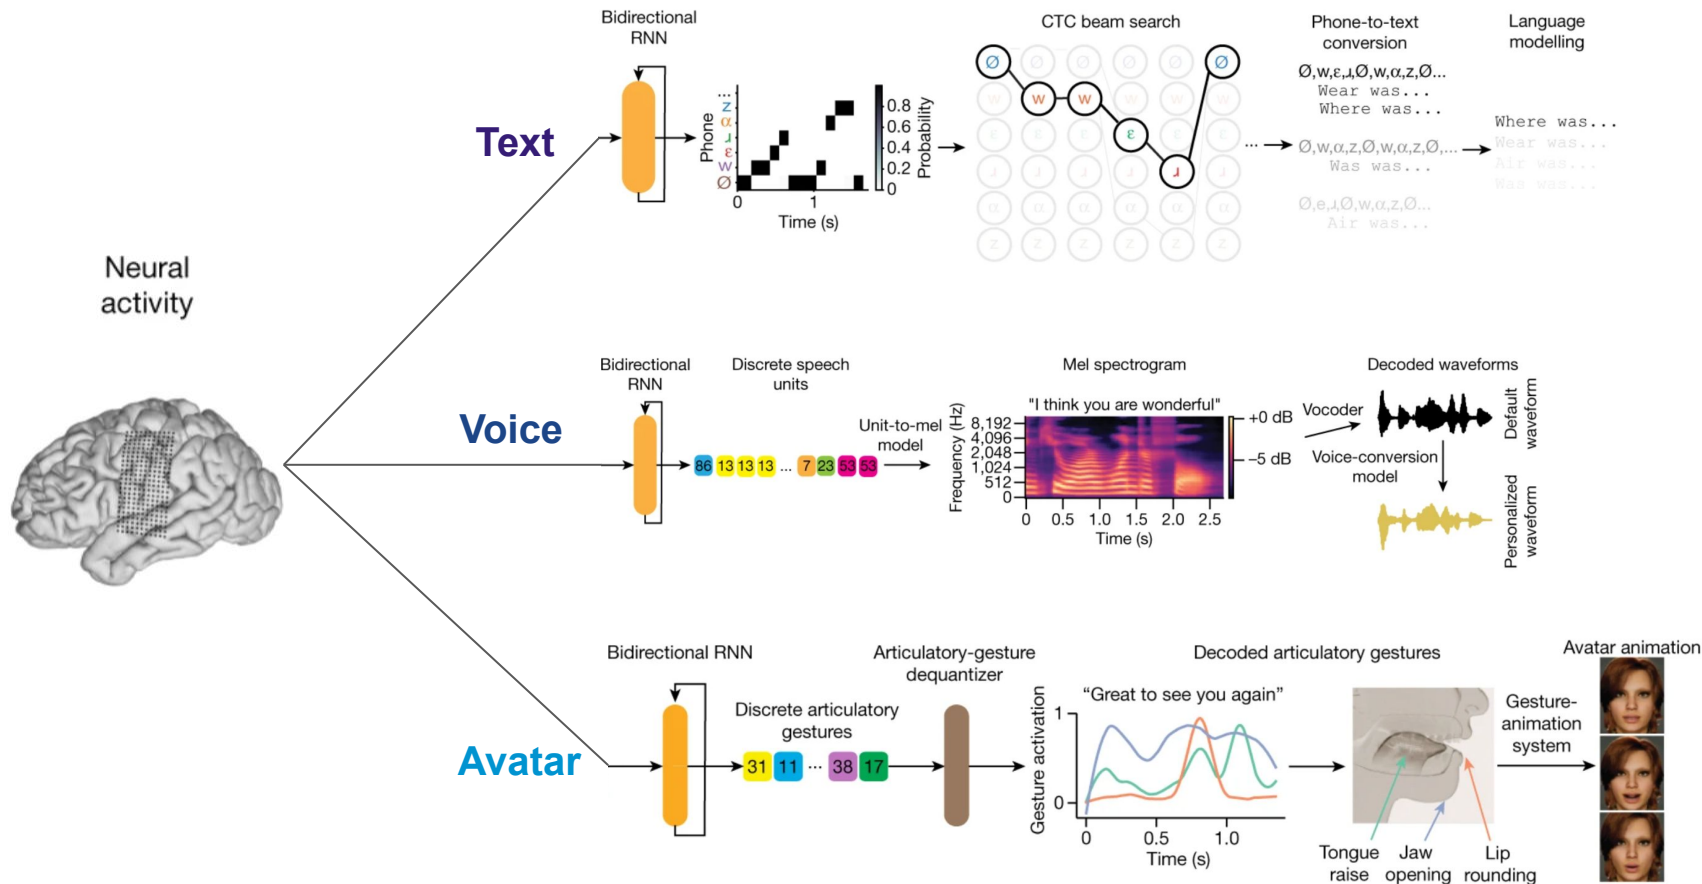 Neural
activity
Text
Bidirectional
RNN
Phone
...
z
ɑ
ɹ
ε
w
Ø
0
1
Time (s)
0.8
0.6
0.4
0.2
0
Probability
CTC beam search
Ø Ø Ø Ø Ø Ø
w w w w w w
ε ε ε ε ε ε
ɹ ɹ ɹ ɹ ɹ ɹ
ɑ ɑ ɑ ɑ ɑ ɑ
z z z z z z
...
Phone-to-text
conversion
Ø,w,ε,ɹ,Ø,w,ɑ,z,Ø...
Wear was...
Where was...
Ø,w,ɑ,z,Ø,w,ɑ,z,Ø,...
Was was...
Ø,e,ɹ,Ø,w,ɑ,z,Ø...
Air was...
Language
modelling
Where was...
Wear was...
Air was...
Was was...
Voice
Bidirectional
RNN
Discrete speech
units
86 13 13 13 ... 7 23 53 53
Unit-to-mel
model
Mel spectrogram
"I think you are wonderful"
Frequency (Hz)
8,192
4,096
2,048
1,024
512
0
0 0.5 1.0 1.5 2.0 2.5
Time (s)
+0 dB
−5 dB
Vocoder
Decoded waveforms
Default
waveform
Voice-conversion
model
Personalized
waveform
Avatar
Bidirectional RNN
Discrete articulatory
gestures
31 11 ... 38 17
Articulatory-gesture
dequantizer
Decoded articulatory gestures
“Great to see you again”
Gesture activation
1
0
0 0.5 1.0
Time (s)
Tongue
raise
Jaw
opening
Lip
rounding
Gesture-
animation
system
Avatar animation